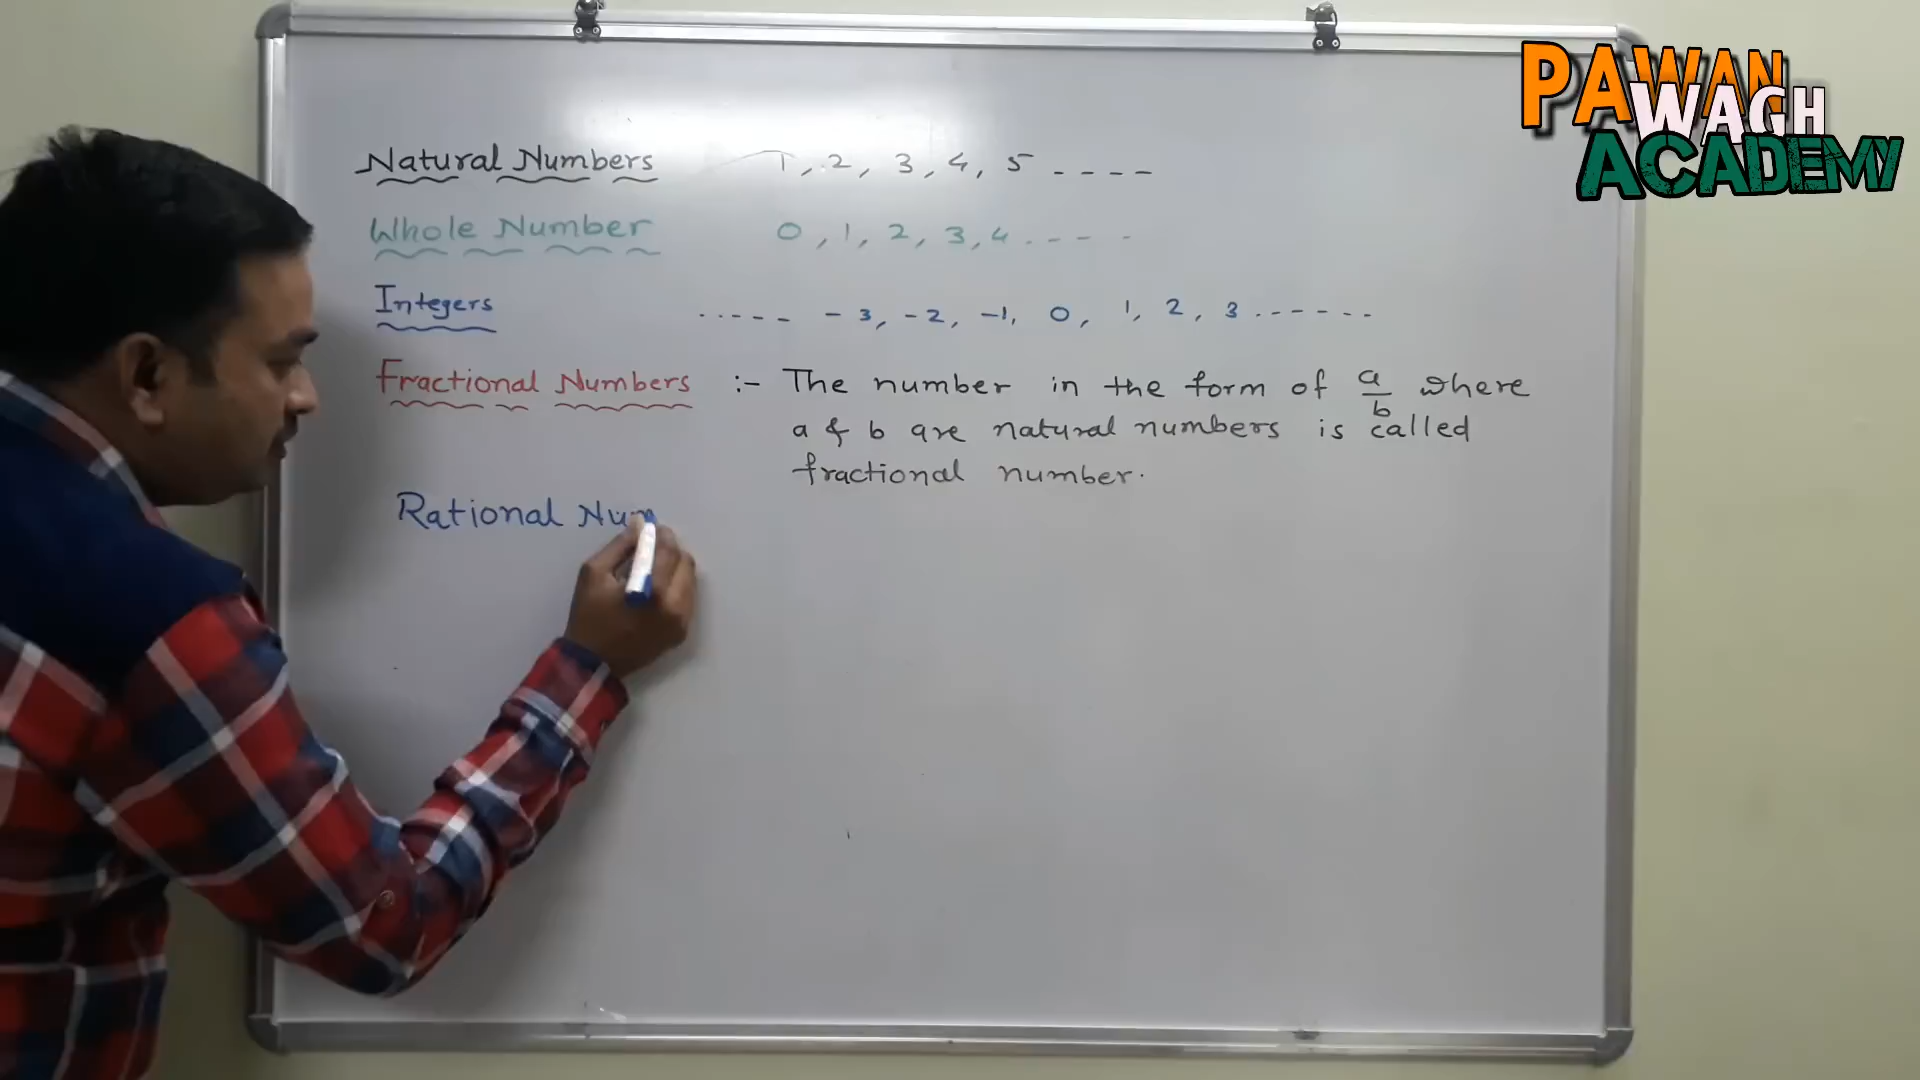 PAWAN
WAGH
ACADEMY
Natural Numbers 1, 2, 3, 4, 5 - - - -
Whole Number 0, 1, 2, 3, 4 - - - -
Integers ..... -3, -2, -1, 0, 1, 2, 3 ------
Fractional Numbers :- The number in the form of a/b where
a & b are natural numbers is called
fractional number.
Rational Num